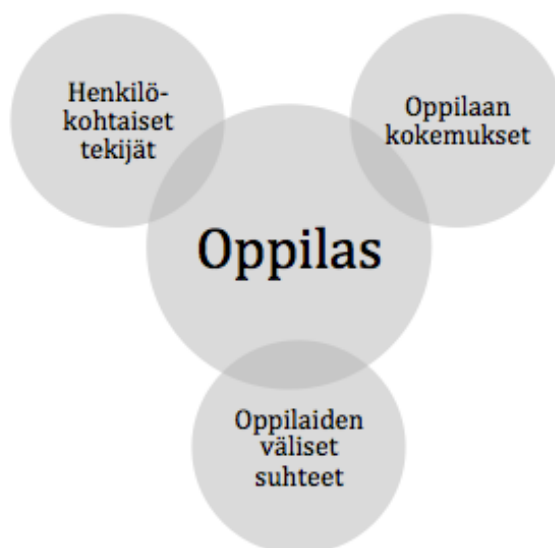 Henkilö-
kohtaiset
tekijät
Oppilaan
kokemukset
Oppilas
Oppilaiden
väliset
suhteet